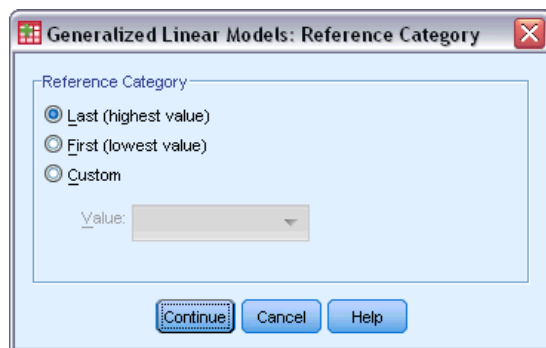 Generalized Linear Models: Reference Category
Reference Category
Last (highest value)
First (lowest value)
Custom
Value:
Continue Cancel Help